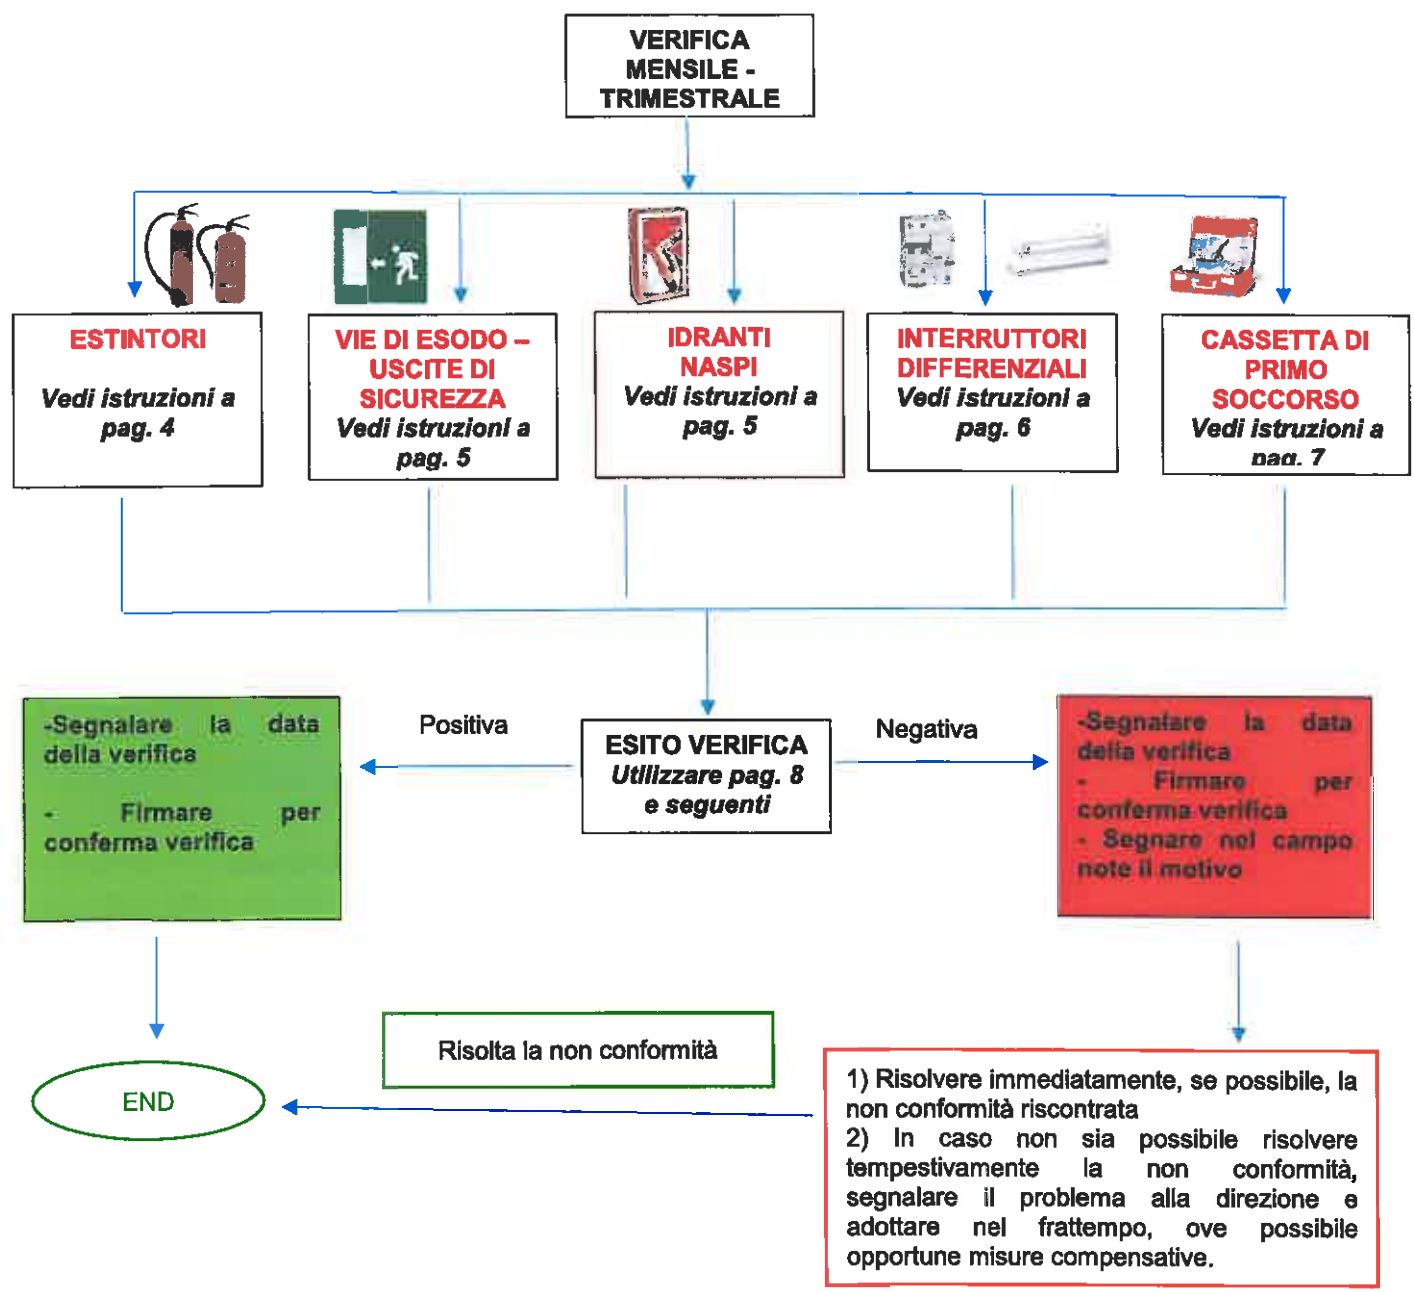 VERIFICA
MENSILE -
TRIMESTRALE
ESTINTORI
Vedi istruzioni a
pag. 4
VIE DI ESODO –
USCITE DI
SICUREZZA
Vedi istruzioni a
pag. 5
IDRANTI
NASPI
Vedi istruzioni a
pag. 5
INTERRUTTORI
DIFFERENZIALI
Vedi istruzioni a
pag. 6
CASSETTA DI
PRIMO
SOCCORSO
Vedi istruzioni a
pag. 7
-Segnalare la data
della verifica
- Firmare per
conferma verifica
Positiva
ESITO VERIFICA
Utilizzare pag. 8
e seguenti
Negativa
-Segnalare la data
della verifica
- Firmare per
conferma verifica
- Segnare nel campo
note il motivo
Risolta la non conformità
END
1) Risolvere immediatamente, se possibile, la
non conformità riscontrata
2) In caso non sia possibile risolvere
tempestivamente la non conformità,
segnalare il problema alla direzione e
adottare nel frattempo, ove possibile
opportune misure compensative.